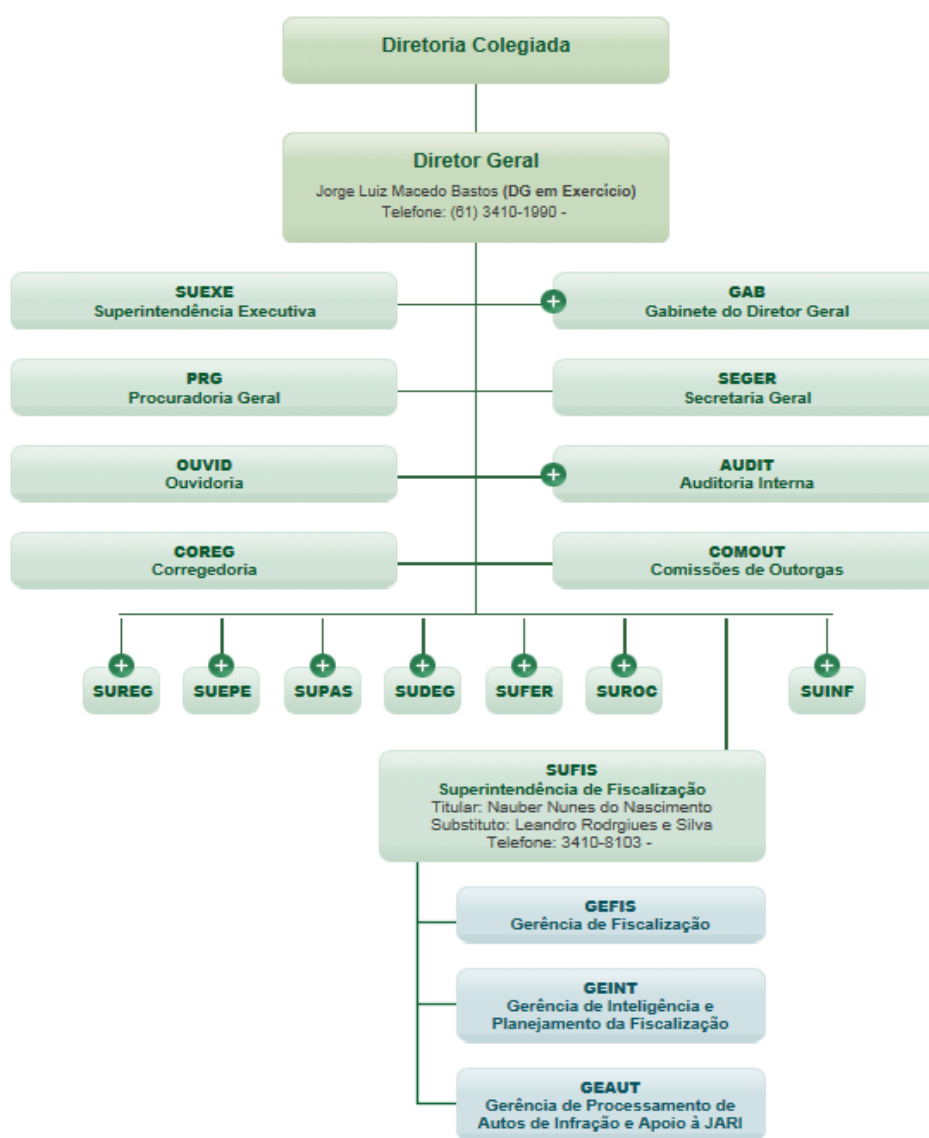 Diretoria Colegiada
Diretor Geral
Jorge Luiz Macedo Bastos (DG em Exercício)
Telefone: (61) 3410-1990 -
SUEXE
Superintendência Executiva
GAB
Gabinete do Diretor Geral
PRG
Procuradoria Geral
SEGER
Secretaria Geral
OUVID
Ouvidoria
AUDIT
Auditoria Interna
COREG
Corregedoria
COMOUT
Comissões de Outorgas
SUREG
SUEPE
SUPAS
SUDEG
SUFER
SUROC
SUINF
SUFIS
Superintendência de Fiscalização
Titular: Nauber Nunes do Nascimento
Substituto: Leandro Rodrgiues e Silva
Telefone: 3410-8103 -
GEFIS
Gerência de Fiscalização
GEINT
Gerência de Inteligência e
Planejamento da Fiscalização
GEAUT
Gerência de Processamento de
Autos de Infração e Apoio à JARI